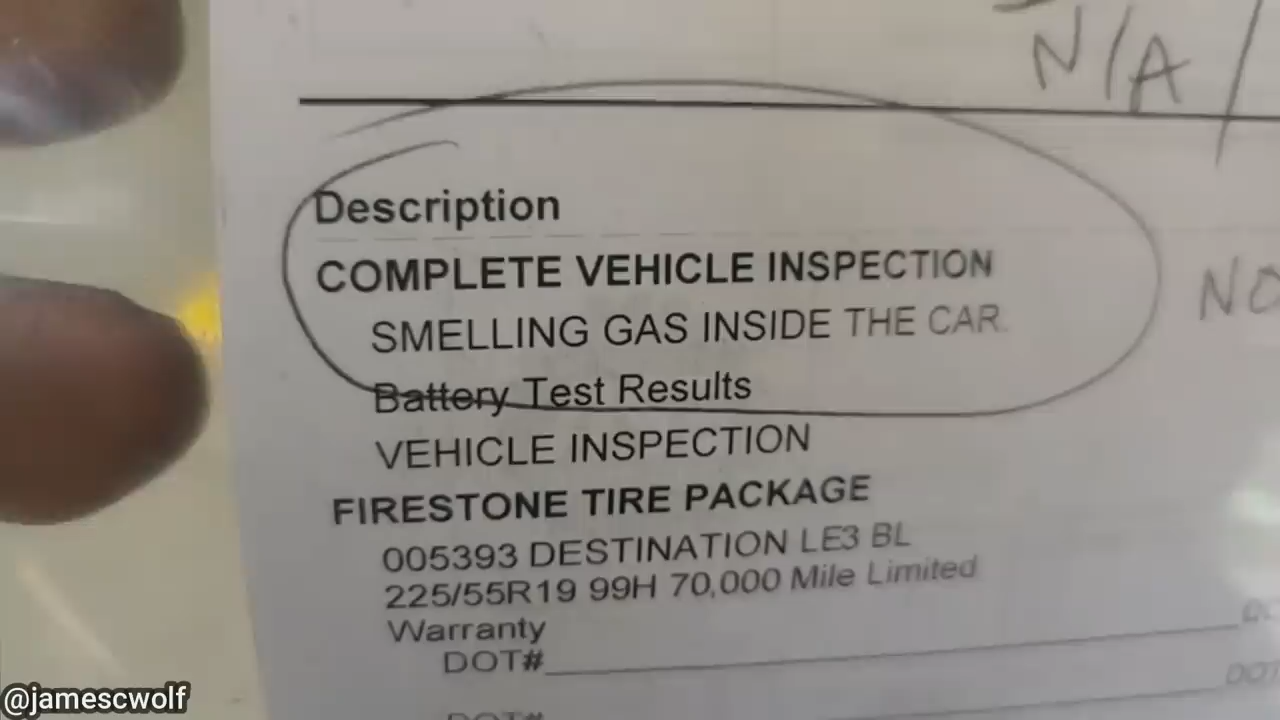 N/A
Description
COMPLETE VEHICLE INSPECTION
NO
SMELLING GAS INSIDE THE CAR.
Battery Test Results
VEHICLE INSPECTION
FIRESTONE TIRE PACKAGE
005393 DESTINATION LE3 BL
225/55R19 99H 70,000 Mile Limited
Warranty
DOT#
DOT#
@jamescwolf